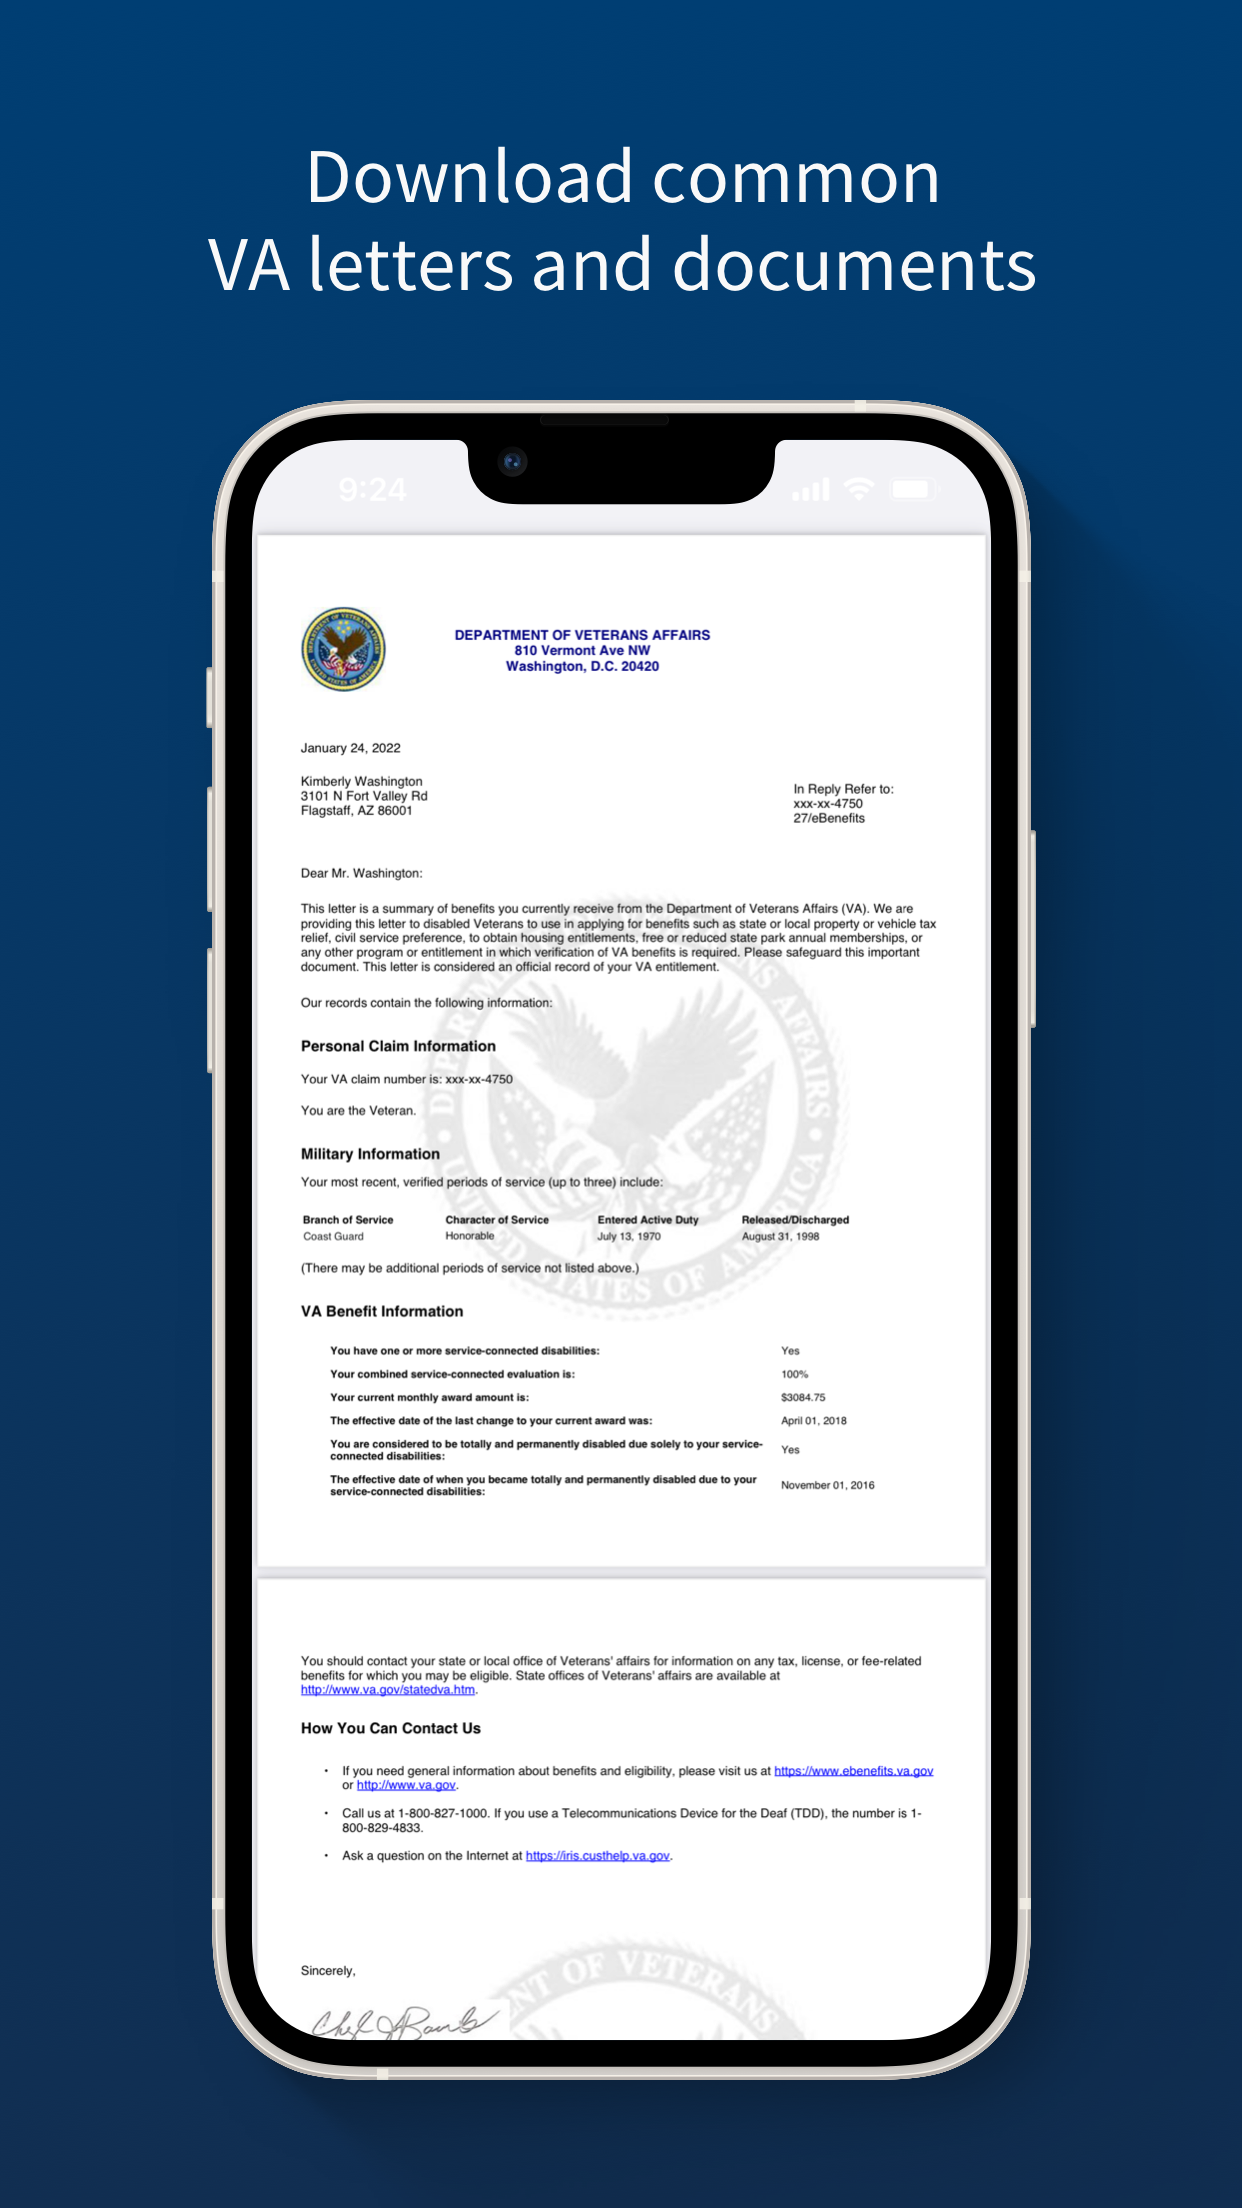 Download common
VA letters and documents
9:24
DEPARTMENT OF VETERANS AFFAIRS
810 Vermont Ave NW
Washington, D.C. 20420
January 24, 2022
Kimberly Washington
3101 N Fort Valley Rd
Flagstaff, AZ 86001
In Reply Refer to:
xxx-xx-4750
27/eBenefits
Dear Mr. Washington:
This letter is a summary of benefits you currently receive from the Department of Veterans Affairs (VA). We are
providing this letter to disabled Veterans to use in applying for benefits such as state or local property or vehicle tax
relief, civil service preference, to obtain housing entitlements, free or reduced state park annual memberships, or
any other program or entitlement in which verification of VA benefits is required. Please safeguard this important
document. This letter is considered an official record of your VA entitlement.
Our records contain the following information:
Personal Claim Information
Your VA claim number is: xxx-xx-4750
You are the Veteran.
Military Information
Your most recent, verified periods of service (up to three) include:
Branch of Service Character of Service Entered Active Duty Released/Discharged
Coast Guard Honorable July 13, 1970 August 31, 1998
(There may be additional periods of service not listed above.)
VA Benefit Information
You have one or more service-connected disabilities: Yes
Your combined service-connected evaluation is: 100%
Your current monthly award amount is: $3084.75
The effective date of the last change to your current award was: April 01, 2018
You are considered to be totally and permanently disabled due solely to your service-
connected disabilities: Yes
The effective date of when you became totally and permanently disabled due to your
service-connected disabilities: November 01, 2016
You should contact your state or local office of Veterans' affairs for information on any tax, license, or fee-related
benefits for which you may be eligible. State offices of Veterans' affairs are available at
http://www.va.gov/statedva.htm.
How You Can Contact Us
• If you need general information about benefits and eligibility, please visit us at https://www.ebenefits.va.gov
or http://www.va.gov.
• Call us at 1-800-827-1000. If you use a Telecommunications Device for the Deaf (TDD), the number is 1-
800-829-4833.
• Ask a question on the Internet at https://iris.custhelp.va.gov.
Sincerely,